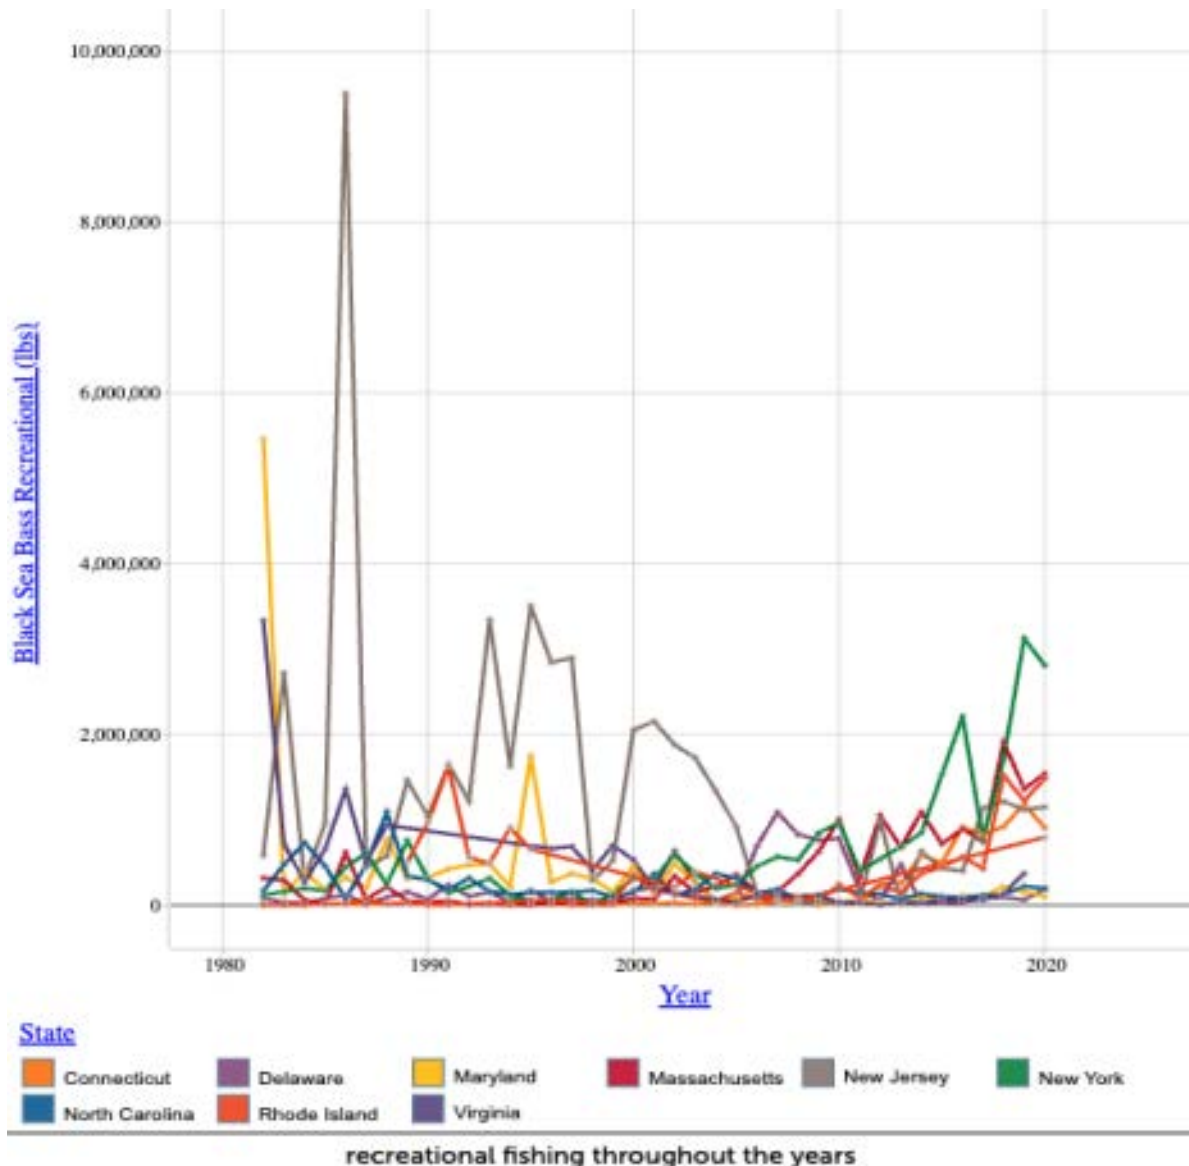 10,000,000
8,000,000
6,000,000
4,000,000
2,000,000
0
Black Sea Bass Recreational (lbs)
1980 1990 2000 2010 2020
Year
State
Connecticut Delaware Maryland Massachusetts New Jersey New York
North Carolina Rhode Island Virginia
recreational fishing throughout the years